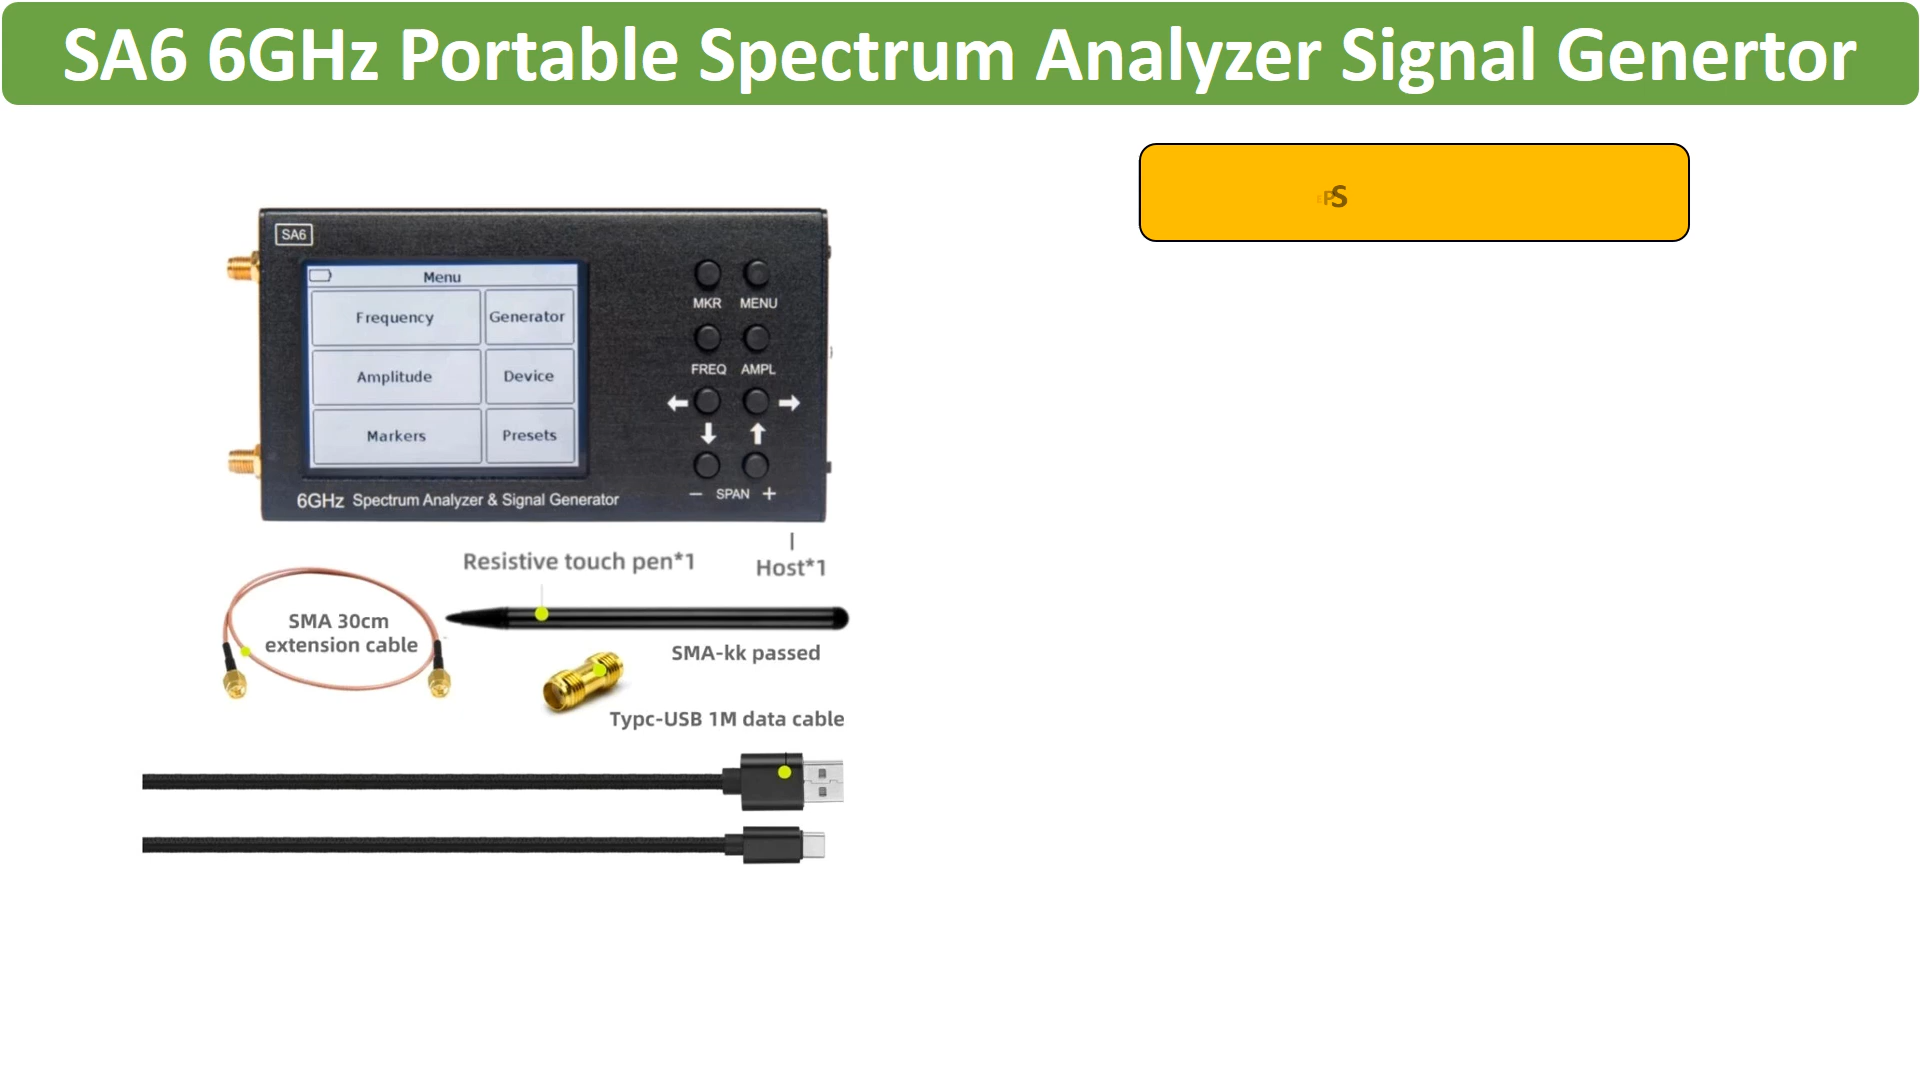 SA6 6GHz Portable Spectrum Analyzer Signal Genertor
SA6
Menu
Frequency
Generator
Amplitude
Device
Markers
Presets
MKR MENU
FREQ AMPL
- SPAN +
6GHz Spectrum Analyzer & Signal Generator
Resistive touch pen*1
Host*1
SMA 30cm
extension cable
SMA-kk passed
Typc-USB 1M data cable